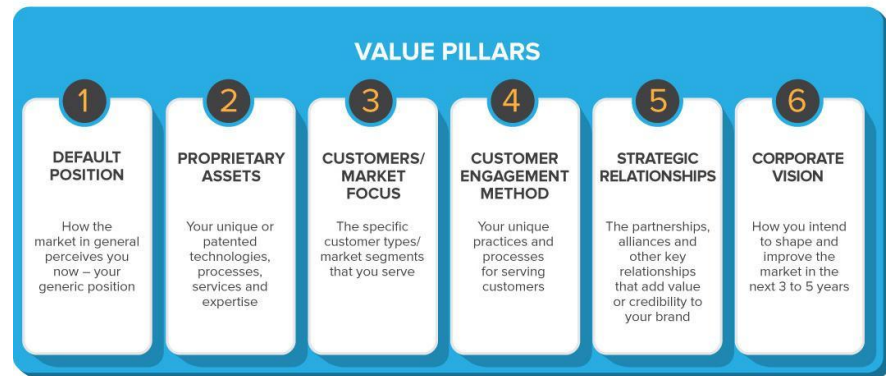 VALUE PILLARS
1
DEFAULT
POSITION
How the
market in general
perceives you
now – your
generic position
2
PROPRIETARY
ASSETS
Your unique or
patented
technologies,
processes,
services and
expertise
3
CUSTOMERS/
MARKET
FOCUS
The specific
customer types/
market segments
that you serve
4
CUSTOMER
ENGAGEMENT
METHOD
Your unique
practices and
processes
for serving
customers
5
STRATEGIC
RELATIONSHIPS
The partnerships,
alliances and
other key
relationships
that add value
or credibility to
your brand
6
CORPORATE
VISION
How you intend
to shape and
improve the
market in the
next 3 to 5 years